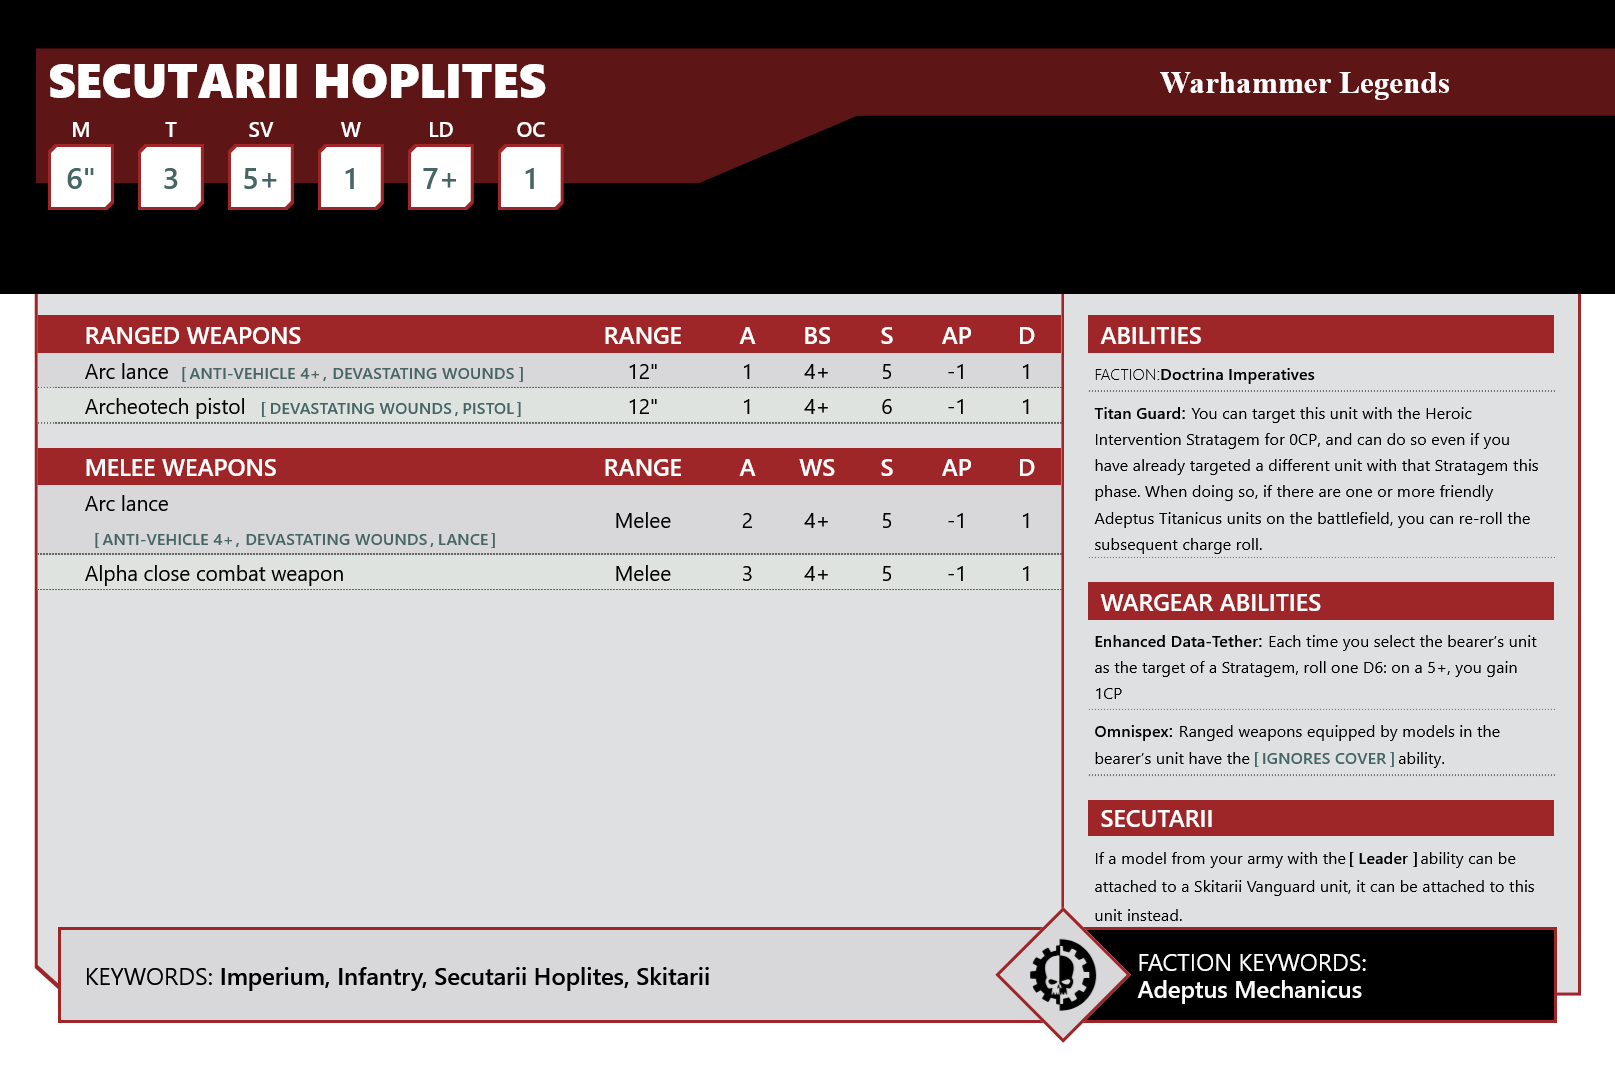 SECUTARII HOPLITES
Warhammer Legends
M T SV W LD OC
6" 3 5+ 1 7+ 1
RANGED WEAPONS RANGE A BS S AP D
Arc lance [ ANTI-VEHICLE 4+, DEVASTATING WOUNDS ] 12" 1 4+ 5 -1 1
Archeotech pistol [ DEVASTATING WOUNDS , PISTOL ] 12" 1 4+ 6 -1 1
MELEE WEAPONS RANGE A WS S AP D
Arc lance
[ ANTI-VEHICLE 4+, DEVASTATING WOUNDS , LANCE ] Melee 2 4+ 5 -1 1
Alpha close combat weapon Melee 3 4+ 5 -1 1
ABILITIES
FACTION:Doctrina Imperatives
Titan Guard: You can target this unit with the Heroic
Intervention Stratagem for 0CP, and can do so even if you
have already targeted a different unit with that Stratagem this
phase. When doing so, if there are one or more friendly
Adeptus Titanicus units on the battlefield, you can re-roll the
subsequent charge roll.
WARGEAR ABILITIES
Enhanced Data-Tether: Each time you select the bearer's unit
as the target of a Stratagem, roll one D6: on a 5+, you gain
1CP
Omnispex: Ranged weapons equipped by models in the
bearer's unit have the [ IGNORES COVER ] ability.
SECUTARII
If a model from your army with the [ Leader ] ability can be
attached to a Skitarii Vanguard unit, it can be attached to this
unit instead.
KEYWORDS: Imperium, Infantry, Secutarii Hoplites, Skitarii
FACTION KEYWORDS:
Adeptus Mechanicus